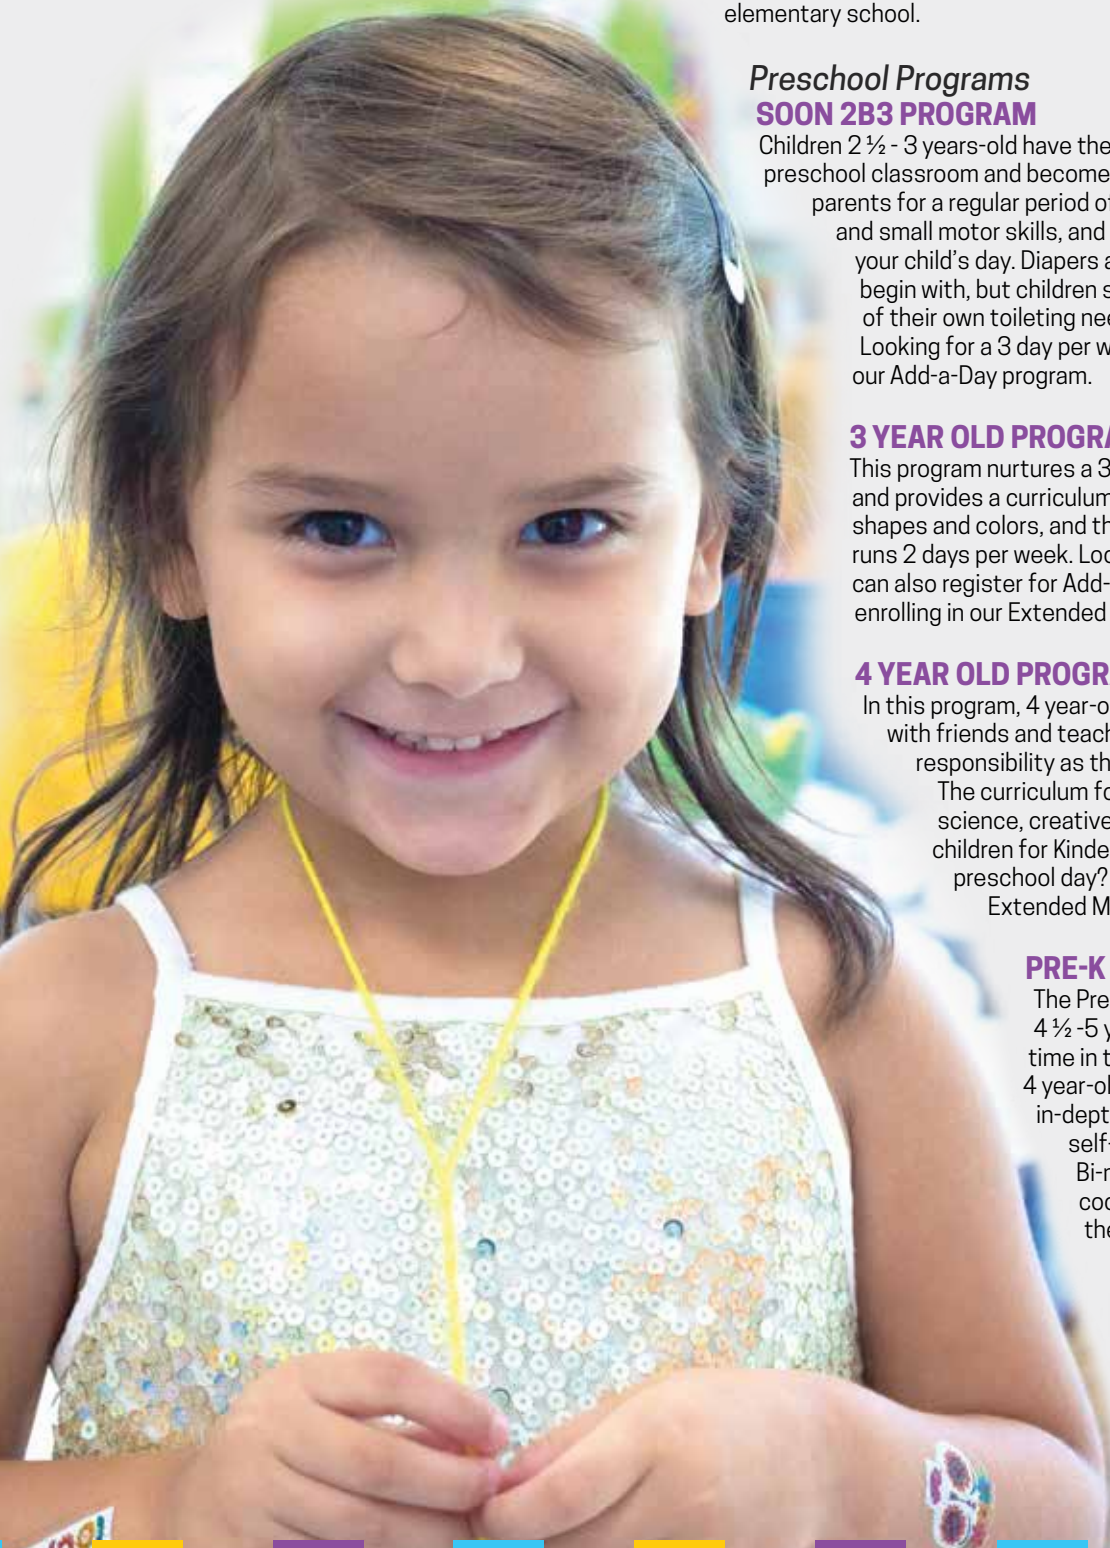 elementary school.
Preschool Programs
SOON 2B3 PROGRAM
Children 2 ½ - 3 years-old have the
preschool classroom and become
parents for a regular period of
and small motor skills, and
your child's day. Diapers a
begin with, but children s
of their own toileting nee
Looking for a 3 day per w
our Add-a-Day program.
3 YEAR OLD PROGRA
This program nurtures a 3
and provides a curriculum
shapes and colors, and th
runs 2 days per week. Loo
can also register for Add-
enrolling in our Extended
4 YEAR OLD PROGR
In this program, 4 year-o
with friends and teach
responsibility as th
The curriculum fo
science, creative
children for Kinde
preschool day?
Extended M
PRE-K
The Pre
4 ½ -5 y
time in t
4 year-ol
in-dept
self-
Bi-
coo
the